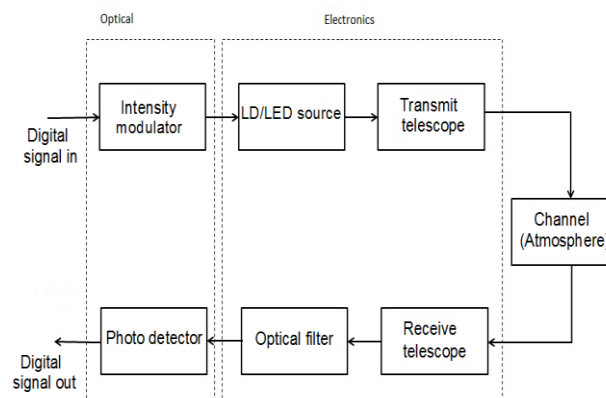 Optical
Electronics
Intensity
modulator
LD/LED source
Transmit
telescope
Digital
signal in
Channel
(Atmosphere)
Photo detector
Optical filter
Receive
telescope
Digital
signal out